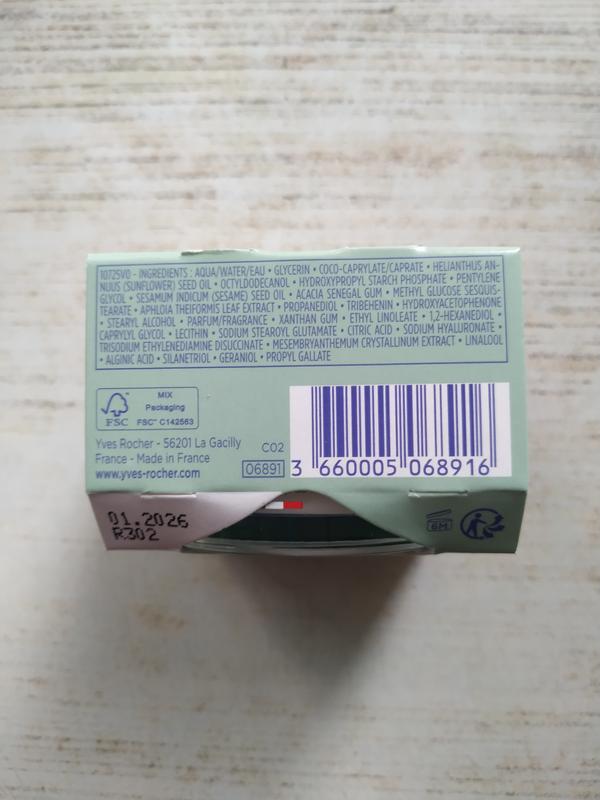 10725V0 - INGREDIENTS : AQUA/WATER/EAU • GLYCERIN • COCO-CAPRYLATE/CAPRATE • HELIANTHUS AN-
NUUS (SUNFLOWER) SEED OIL • OCTYLDODECANOL • HYDROXYPROPYL STARCH PHOSPHATE • PENTYLENE
GLYCOL • SESAMUM INDICUM (SESAME) SEED OIL • ACACIA SENEGAL GUM • METHYL GLUCOSE SESQUIS-
TEARATE • APHLOIA THEIFORMIS LEAF EXTRACT • PROPANEDIOL • TRIBEHENIN • HYDROXYACETOPHENONE
• STEARYL ALCOHOL • PARFUM/FRAGRANCE • XANTHAN GUM • ETHYL LINOLEATE • 1,2-HEXANEDIOL •
CAPRYLYL GLYCOL • LECITHIN • SODIUM STEAROYL GLUTAMATE • CITRIC ACID • SODIUM HYALURONATE •
TRISODIUM ETHYLENEDIAMINE DISUCCINATE • MESEMBRYANTHEMUM CRYSTALLINUM EXTRACT • LINALOOL
• ALGINIC ACID • SILANETRIOL • GERANIOL • PROPYL GALLATE
FSC
MIX
Packaging
FSC™ C142563
Yves Rocher - 56201 La Gacilly
France - Made in France
www.yves-rocher.com
C02
06891
3 660005 068916
01.2026
R302
6M